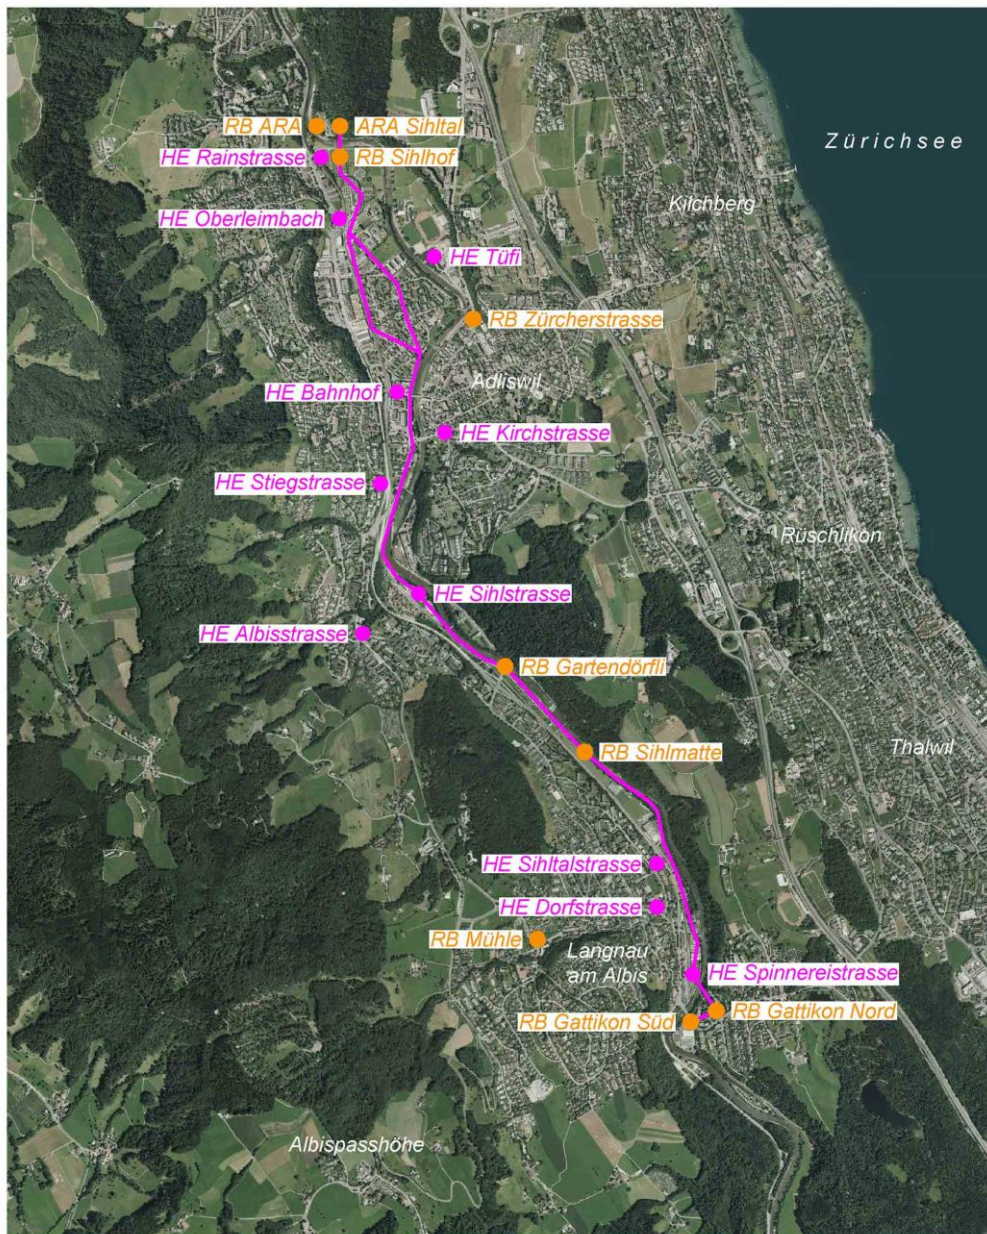 RB ARA
ARA Sihltal
HE Rainstrasse
RB Sihlhof
Zürichsee
Kilchberg
HE Oberleimbach
HE Tüfi
RB Zürcherstrasse
Adliswil
HE Bahnhof
HE Kirchstrasse
HE Stiegstrasse
Rüschlikon
HE Sihlstrasse
HE Albisstrasse
RB Gartendörfli
RB Sihlmatte
Thalwil
HE Sihltalstrasse
HE Dorfstrasse
RB Mühle
Langnau
am Albis
HE Spinnereistrasse
RB Gattikon Nord
RB Gattikon Süd
Albispasshöhe